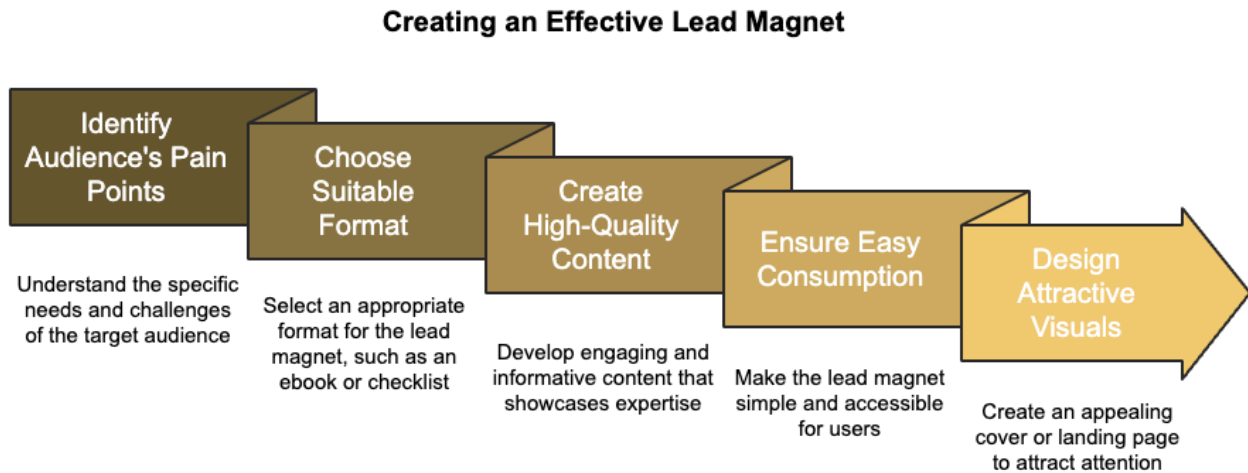 Creating an Effective Lead Magnet
Identify
Audience's Pain
Points
Understand the specific
needs and challenges
of the target audience
Choose
Suitable
Format
Select an appropriate
format for the lead
magnet, such as an
ebook or checklist
Create
High-Quality
Content
Develop engaging and
informative content that
showcases expertise
Ensure Easy
Consumption
Make the lead magnet
simple and accessible
for users
Design
Attractive
Visuals
Create an appealing
cover or landing page
to attract attention